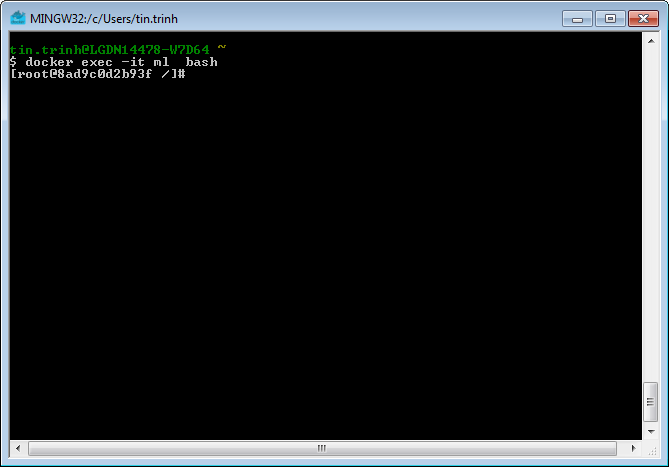 MINGW32:/c/Users/tin.trinh
tin.trinh@LGDN14478-W7D64 ~
$ docker exec -it ml  bash
[root@8ad9c0d2b93f /]#